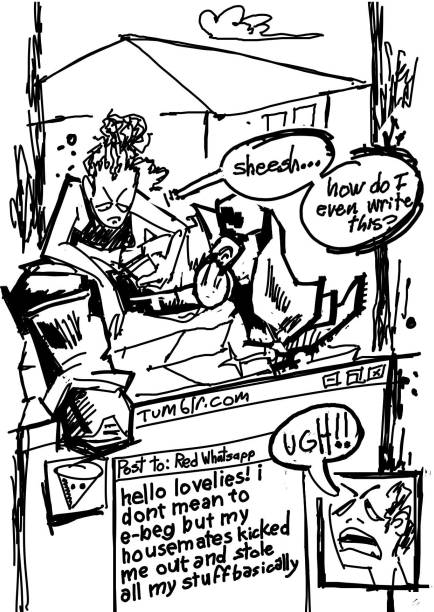 sheesh...
how do I
even write
this?
Tumblr.com
UGH!!
Post to: Red Whatsapp
hello lovelies! i
dont mean to
e-beg but my
housemates kicked
me out and stole
all my stuff basically